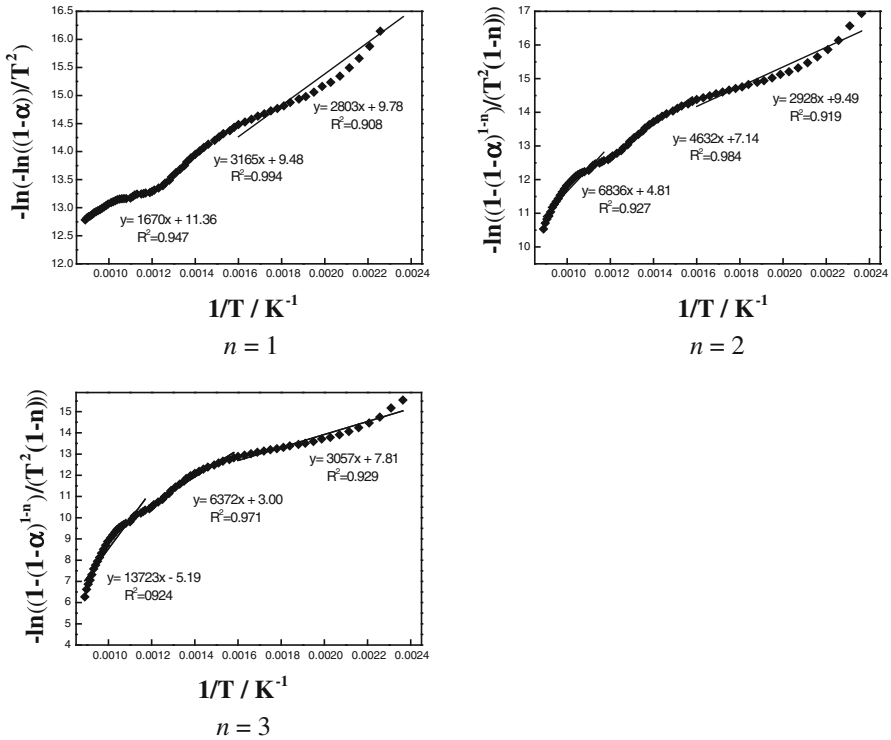 -ln(-ln((1-α))/T²)
16.5
16.0
15.5
15.0
14.5
14.0
13.5
13.0
12.5
12.0
y= 2803x + 9.78
R²=0.908
y= 3165x + 9.48
R²=0.994
y= 1670x + 11.36
R²=0.947
0.0010 0.0012 0.0014 0.0016 0.0018 0.0020 0.0022 0.0024
1/T / K⁻¹
n = 1
-ln((1-(1-α)¹⁻ⁿ)/(T²(1-n)))
17
16
15
14
13
12
11
10
y= 2928x +9.49
R²=0.919
y= 4632x +7.14
R²=0.984
y= 6836x + 4.81
R²=0.927
0.0010 0.0012 0.0014 0.0016 0.0018 0.0020 0.0022 0.0024
1/T / K⁻¹
n = 2
-ln((1-(1-α)¹⁻ⁿ)/(T²(1-n)))
15
14
13
12
11
10
9
8
7
6
5
4
y= 3057x + 7.81
R²=0.929
y= 6372x + 3.00
R²=0.971
y= 13723x - 5.19
R²=0924
0.0010 0.0012 0.0014 0.0016 0.0018 0.0020 0.0022 0.0024
1/T / K⁻¹
n = 3